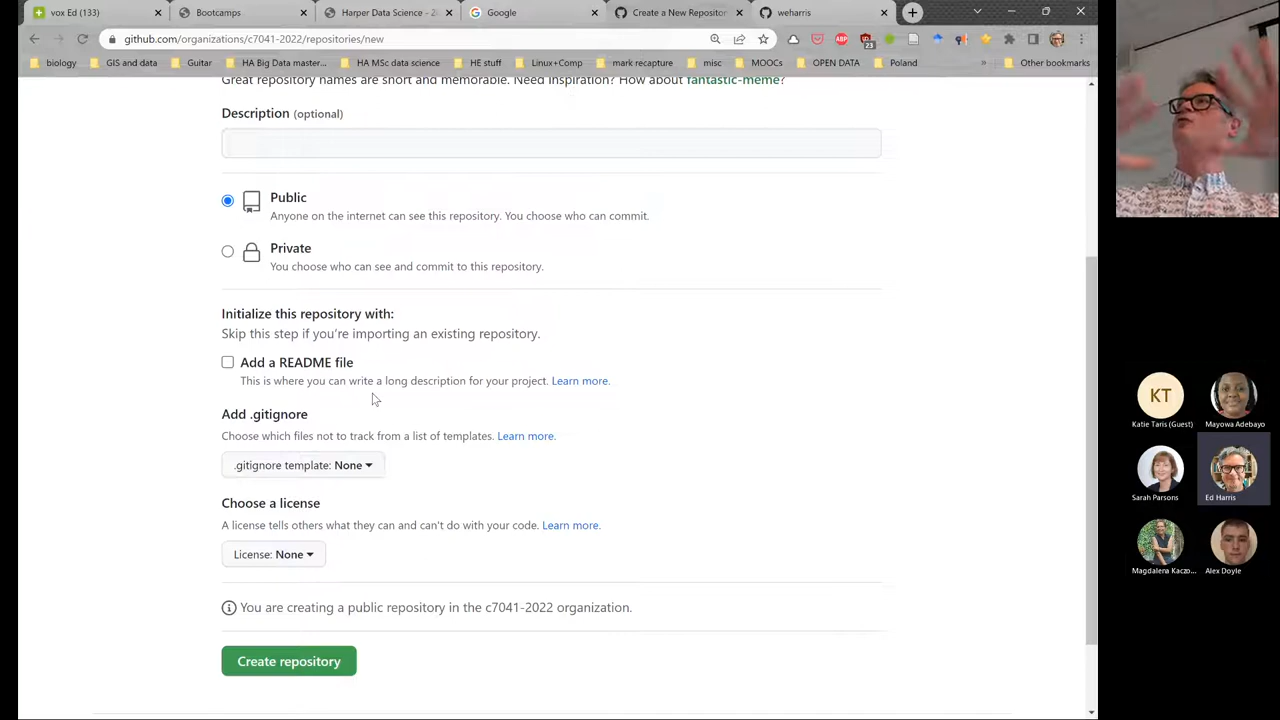 vox Ed (133)
Bootcamps
Harper Data Science - 2
Google
Create a New Repositor
weharris
github.com/organizations/c7041-2022/repositories/new
23
biology
GIS and data
Guitar
HA Big Data master...
HA MSc data science
HE stuff
Linux+Comp
mark recapture
misc
MOOCs
OPEN DATA
Poland
»
Other bookmarks
Great repository names are short and memorable. Need inspiration? How about fantastic-meme?
Description (optional)
Public
Anyone on the internet can see this repository. You choose who can commit.
Private
You choose who can see and commit to this repository.
Initialize this repository with:
Skip this step if you're importing an existing repository.
Add a README file
This is where you can write a long description for your project. Learn more.
Add .gitignore
Choose which files not to track from a list of templates. Learn more.
.gitignore template: None
Choose a license
A license tells others what they can and can't do with your code. Learn more.
License: None
You are creating a public repository in the c7041-2022 organization.
Create repository
KT
Katie Taris (Guest)
Mayowa Adebayo
Sarah Parsons
Ed Harris
Magdalena Kaczo...
Alex Doyle